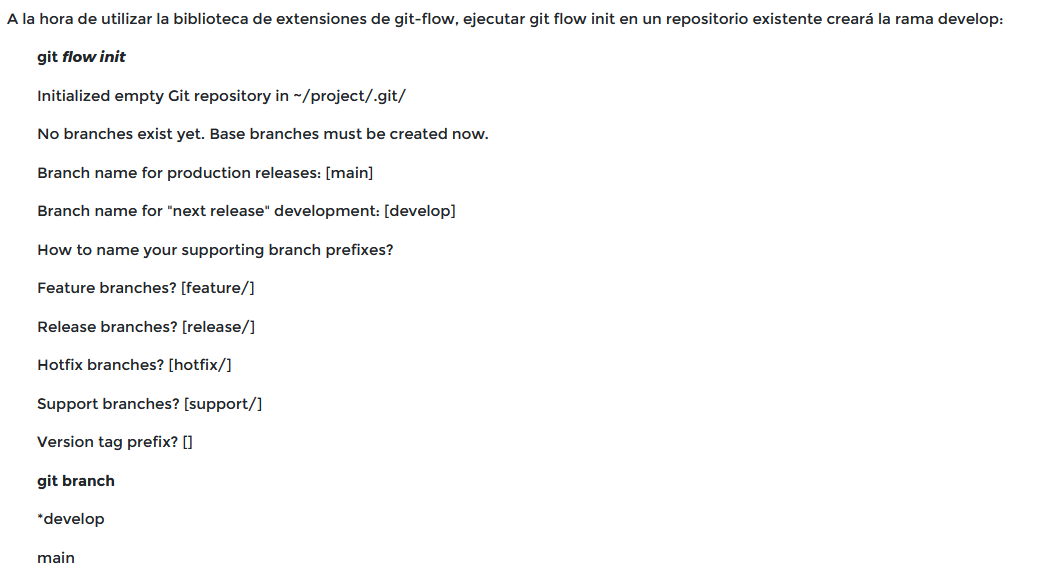 A la hora de utilizar la biblioteca de extensiones de git-flow, ejecutar git flow init en un repositorio existente creará la rama develop:
git flow init
Initialized empty Git repository in ~/project/.git/
No branches exist yet. Base branches must be created now.
Branch name for production releases: [main]
Branch name for "next release" development: [develop]
How to name your supporting branch prefixes?
Feature branches? [feature/]
Release branches? [release/]
Hotfix branches? [hotfix/]
Support branches? [support/]
Version tag prefix? []
git branch
*develop
main